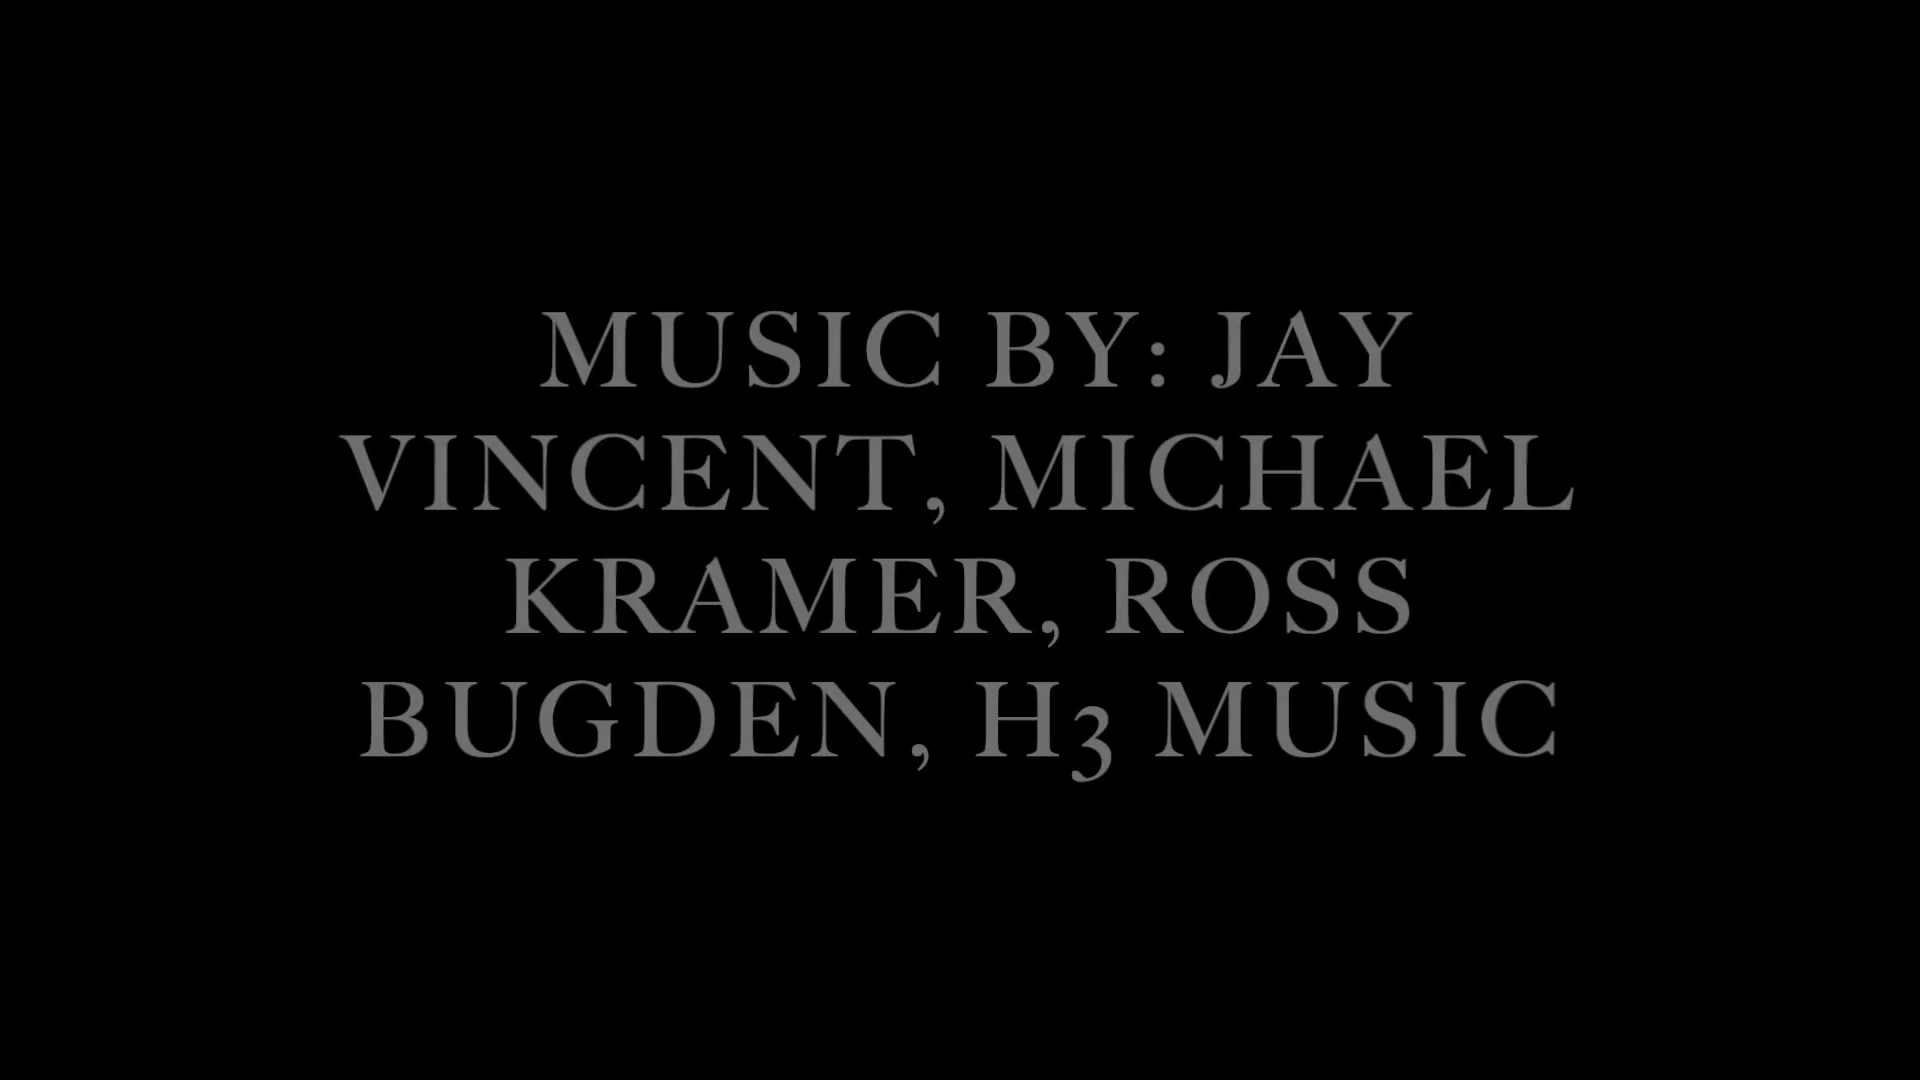 MUSIC BY: JAY
VINCENT, MICHAEL
KRAMER, ROSS
BUGDEN, H3 MUSIC